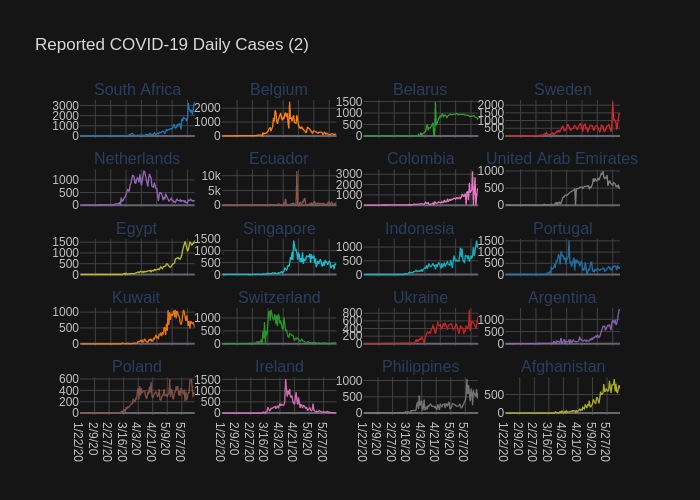 Reported COVID-19 Daily Cases (2)
South Africa Belgium Belarus Sweden
3000 2000 1000 0
2000 1000 0
1500 1000 500 0
2000 1500 1000 500 0
Netherlands Ecuador Colombia United Arab Emirates
1000 500 0
10k 5k 0
3000 2000 1000 0
1000 500 0
Egypt Singapore Indonesia Portugal
1500 1000 500 0
1500 1000 500 0
1000 500 0
1500 1000 500 0
Kuwait Switzerland Ukraine Argentina
1000 500 0
1000 500 0
800 600 400 200 0
1000 500 0
Poland Ireland Philippines Afghanistan
600 400 200 0
1500 1000 500 0
1000 500 0
500 0
1/22/20 2/9/20 2/27/20 3/16/20 4/3/20 4/21/20 5/9/20 5/27/20
1/22/20 2/9/20 2/27/20 3/16/20 4/3/20 4/21/20 5/9/20 5/27/20
1/22/20 2/9/20 2/27/20 3/16/20 4/3/20 4/21/20 5/9/20 5/27/20
1/22/20 2/9/20 2/27/20 3/16/20 4/3/20 4/21/20 5/9/20 5/27/20